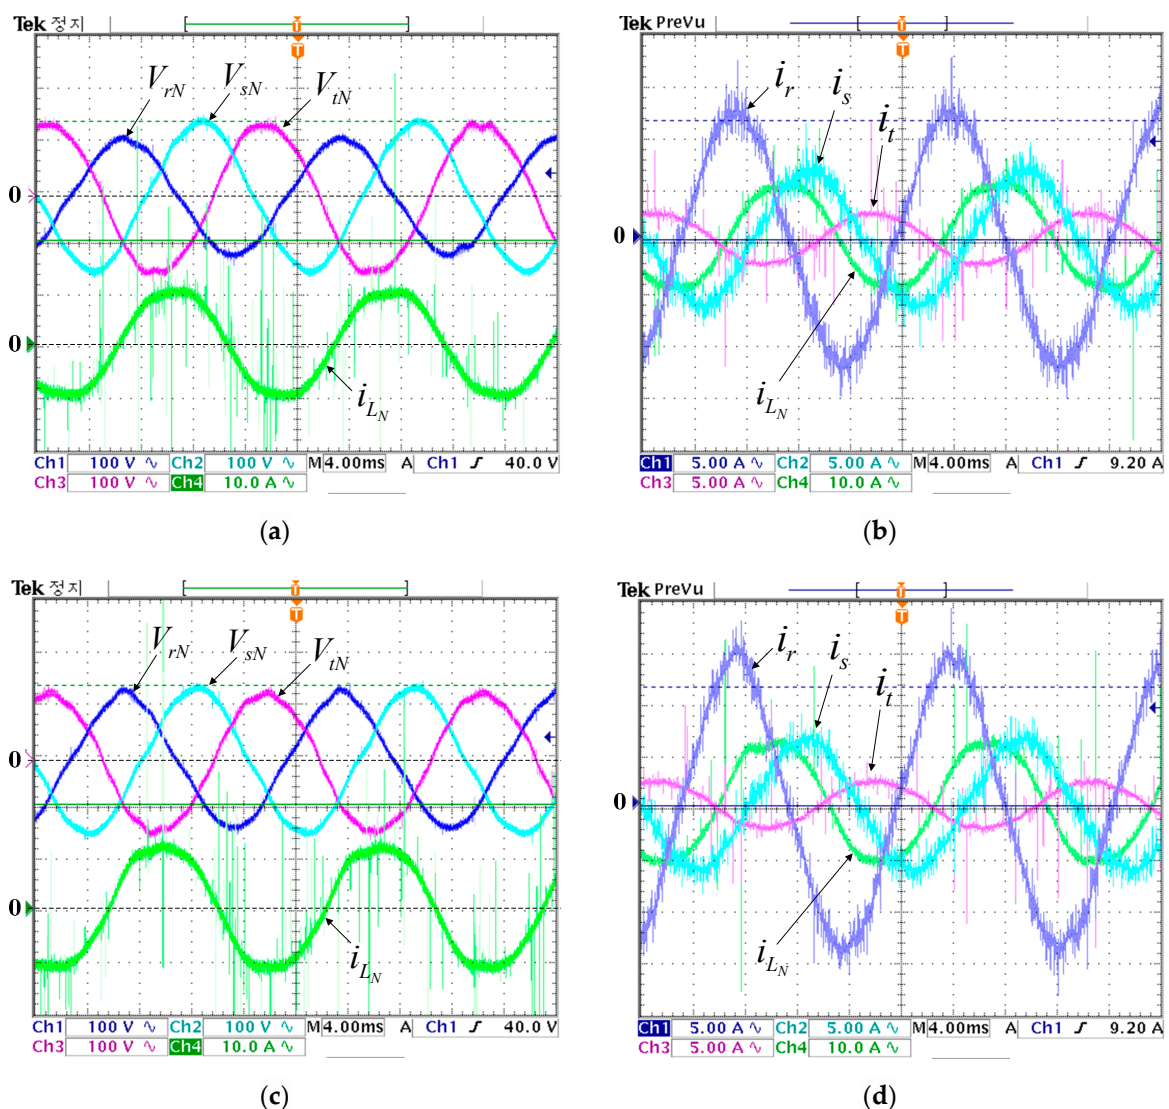 Tek 정지
T
T
V_rN V_sN V_tN
0
0
i_LN
Ch1 100 V ∿ Ch2 100 V ∿ M 4.00ms A Ch1 ʃ 40.0 V
Ch3 100 V ∿ Ch4 10.0 A ∿
(a)
Tek PreVu
T
T
i_r i_s i_t
0
i_LN
Ch1 5.00 A ∿ Ch2 5.00 A ∿ M 4.00ms A Ch1 ʃ 9.20 A
Ch3 5.00 A ∿ Ch4 10.0 A ∿
(b)
Tek 정지
T
T
V_rN V_sN V_tN
0
0
i_LN
Ch1 100 V ∿ Ch2 100 V ∿ M 4.00ms A Ch1 ʃ 40.0 V
Ch3 100 V ∿ Ch4 10.0 A ∿
(c)
Tek PreVu
T
T
i_r i_s i_t
0
i_LN
Ch1 5.00 A ∿ Ch2 5.00 A ∿ M 4.00ms A Ch1 ʃ 9.20 A
Ch3 5.00 A ∿ Ch4 10.0 A ∿
(d)